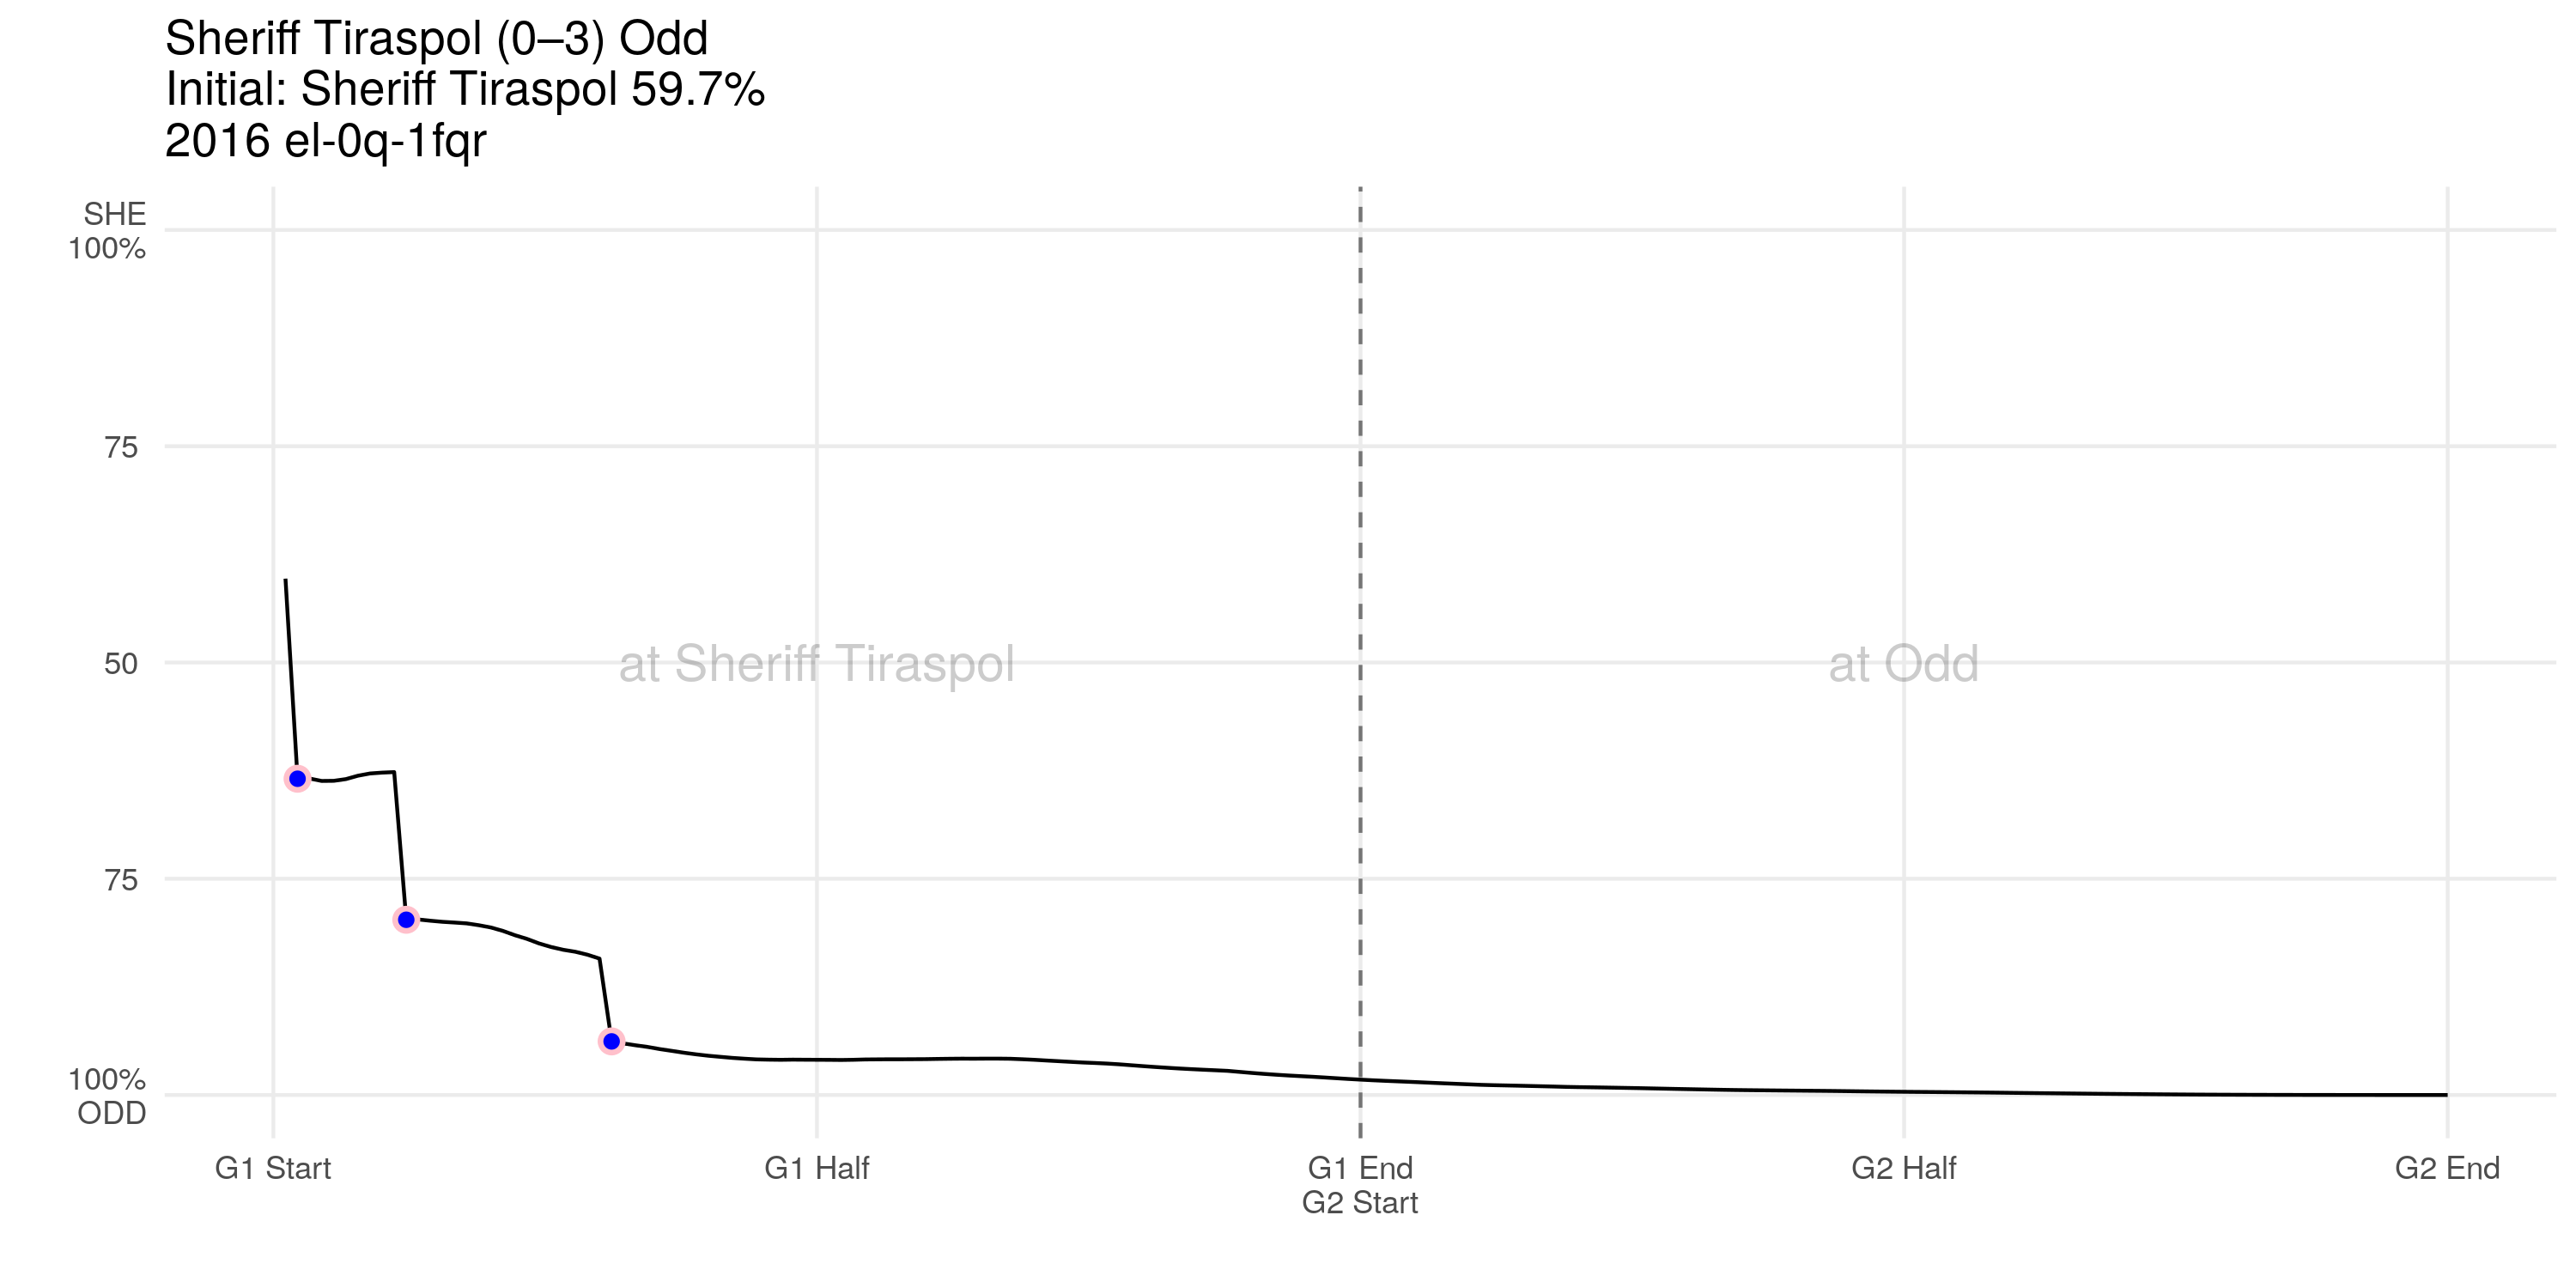 Sheriff Tiraspol (0–3) Odd
Initial: Sheriff Tiraspol 59.7%
2016 el-0q-1fqr
SHE
100%
75
50
75
100%
ODD
at Sheriff Tiraspol
at Odd
G1 Start
G1 Half
G1 End
G2 Start
G2 Half
G2 End